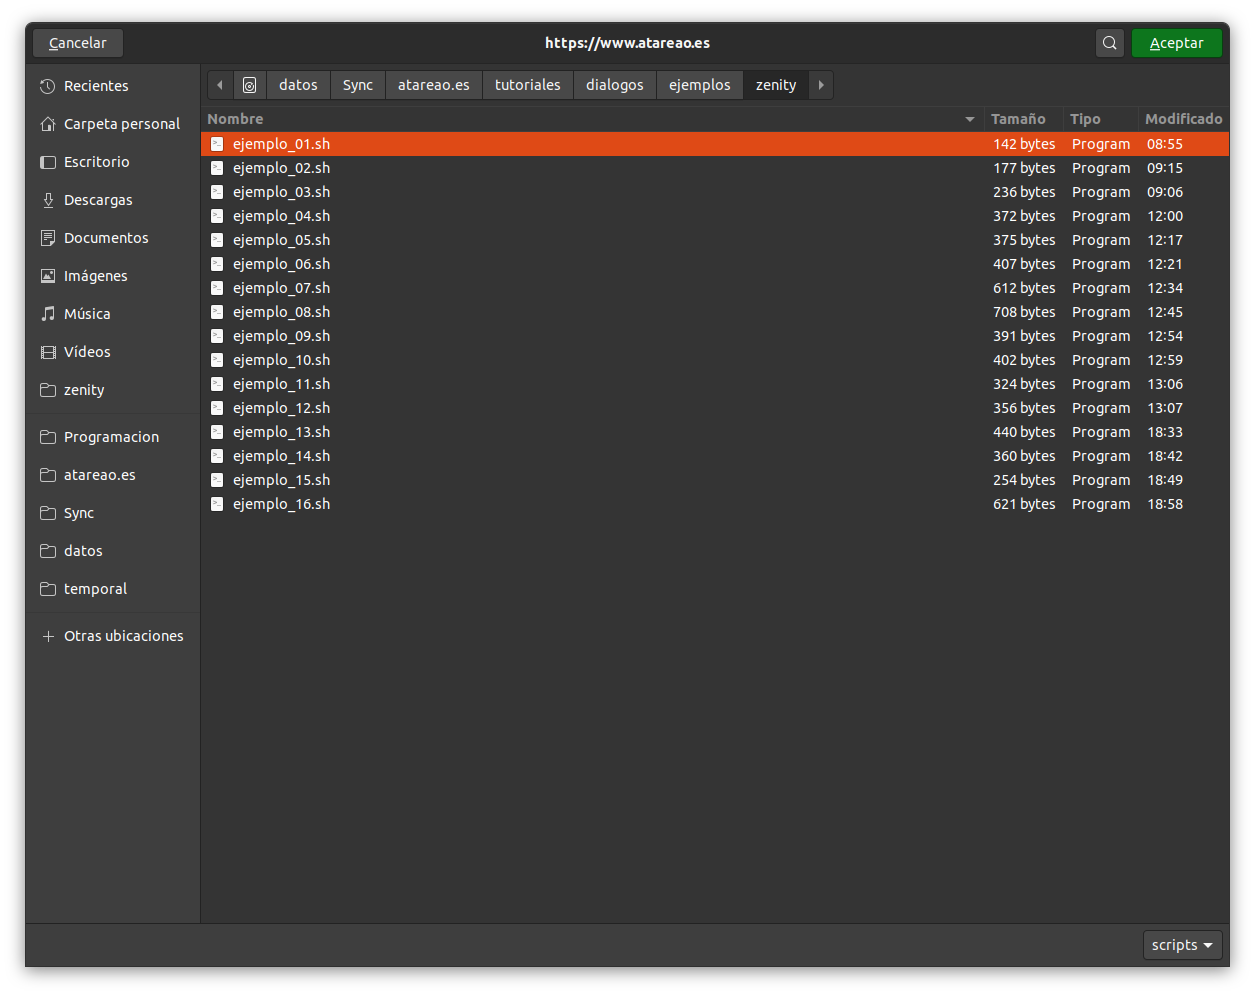 Cancelar https://www.atareao.es Aceptar
Recientes
Carpeta personal
Escritorio
Descargas
Documentos
Imágenes
Música
Vídeos
zenity
Programacion
atareao.es
Sync
datos
temporal
Otras ubicaciones
datos Sync atareao.es tutoriales dialogos ejemplos zenity
Nombre Tamaño Tipo Modificado
ejemplo_01.sh 142 bytes Program 08:55
ejemplo_02.sh 177 bytes Program 09:15
ejemplo_03.sh 236 bytes Program 09:06
ejemplo_04.sh 372 bytes Program 12:00
ejemplo_05.sh 375 bytes Program 12:17
ejemplo_06.sh 407 bytes Program 12:21
ejemplo_07.sh 612 bytes Program 12:34
ejemplo_08.sh 708 bytes Program 12:45
ejemplo_09.sh 391 bytes Program 12:54
ejemplo_10.sh 402 bytes Program 12:59
ejemplo_11.sh 324 bytes Program 13:06
ejemplo_12.sh 356 bytes Program 13:07
ejemplo_13.sh 440 bytes Program 18:33
ejemplo_14.sh 360 bytes Program 18:42
ejemplo_15.sh 254 bytes Program 18:49
ejemplo_16.sh 621 bytes Program 18:58
scripts